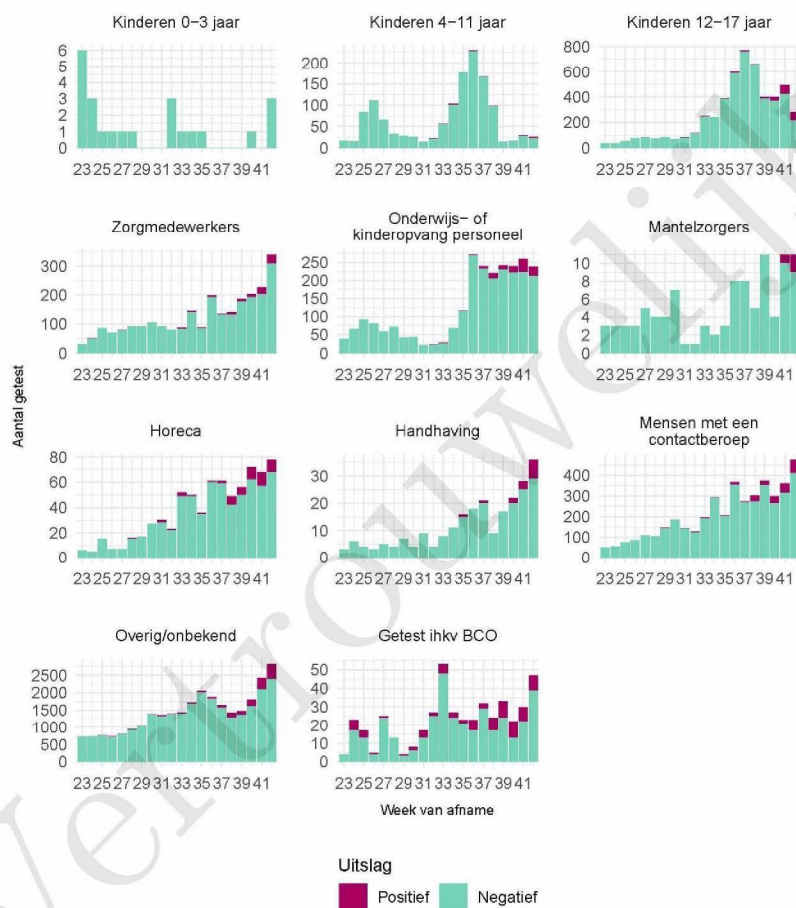 Kinderen 0–3 jaar
Kinderen 4–11 jaar
Kinderen 12–17 jaar
6
5
4
3
2
1
0
200
150
100
50
0
800
600
400
200
0
23 25 27 29 31 33 35 37 39 41
23 25 27 29 31 33 35 37 39 41
23 25 27 29 31 33 35 37 39 41
Zorgmedewerkers
Onderwijs– of
kinderopvang personeel
Mantelzorgers
300
200
100
0
250
200
150
100
50
0
10
8
6
4
2
0
23 25 27 29 31 33 35 37 39 41
23 25 27 29 31 33 35 37 39 41
23 25 27 29 31 33 35 37 39 41
Aantal getest
Horeca
Handhaving
Mensen met een
contactberoep
80
60
40
20
0
30
20
10
0
400
300
200
100
0
23 25 27 29 31 33 35 37 39 41
23 25 27 29 31 33 35 37 39 41
23 25 27 29 31 33 35 37 39 41
Overig/onbekend
Getest ihkv BCO
2500
2000
1500
1000
500
0
50
40
30
20
10
0
23 25 27 29 31 33 35 37 39 41
23 25 27 29 31 33 35 37 39 41
Week van afname
Uitslag
Positief
Negatief
Vertrouwelijk